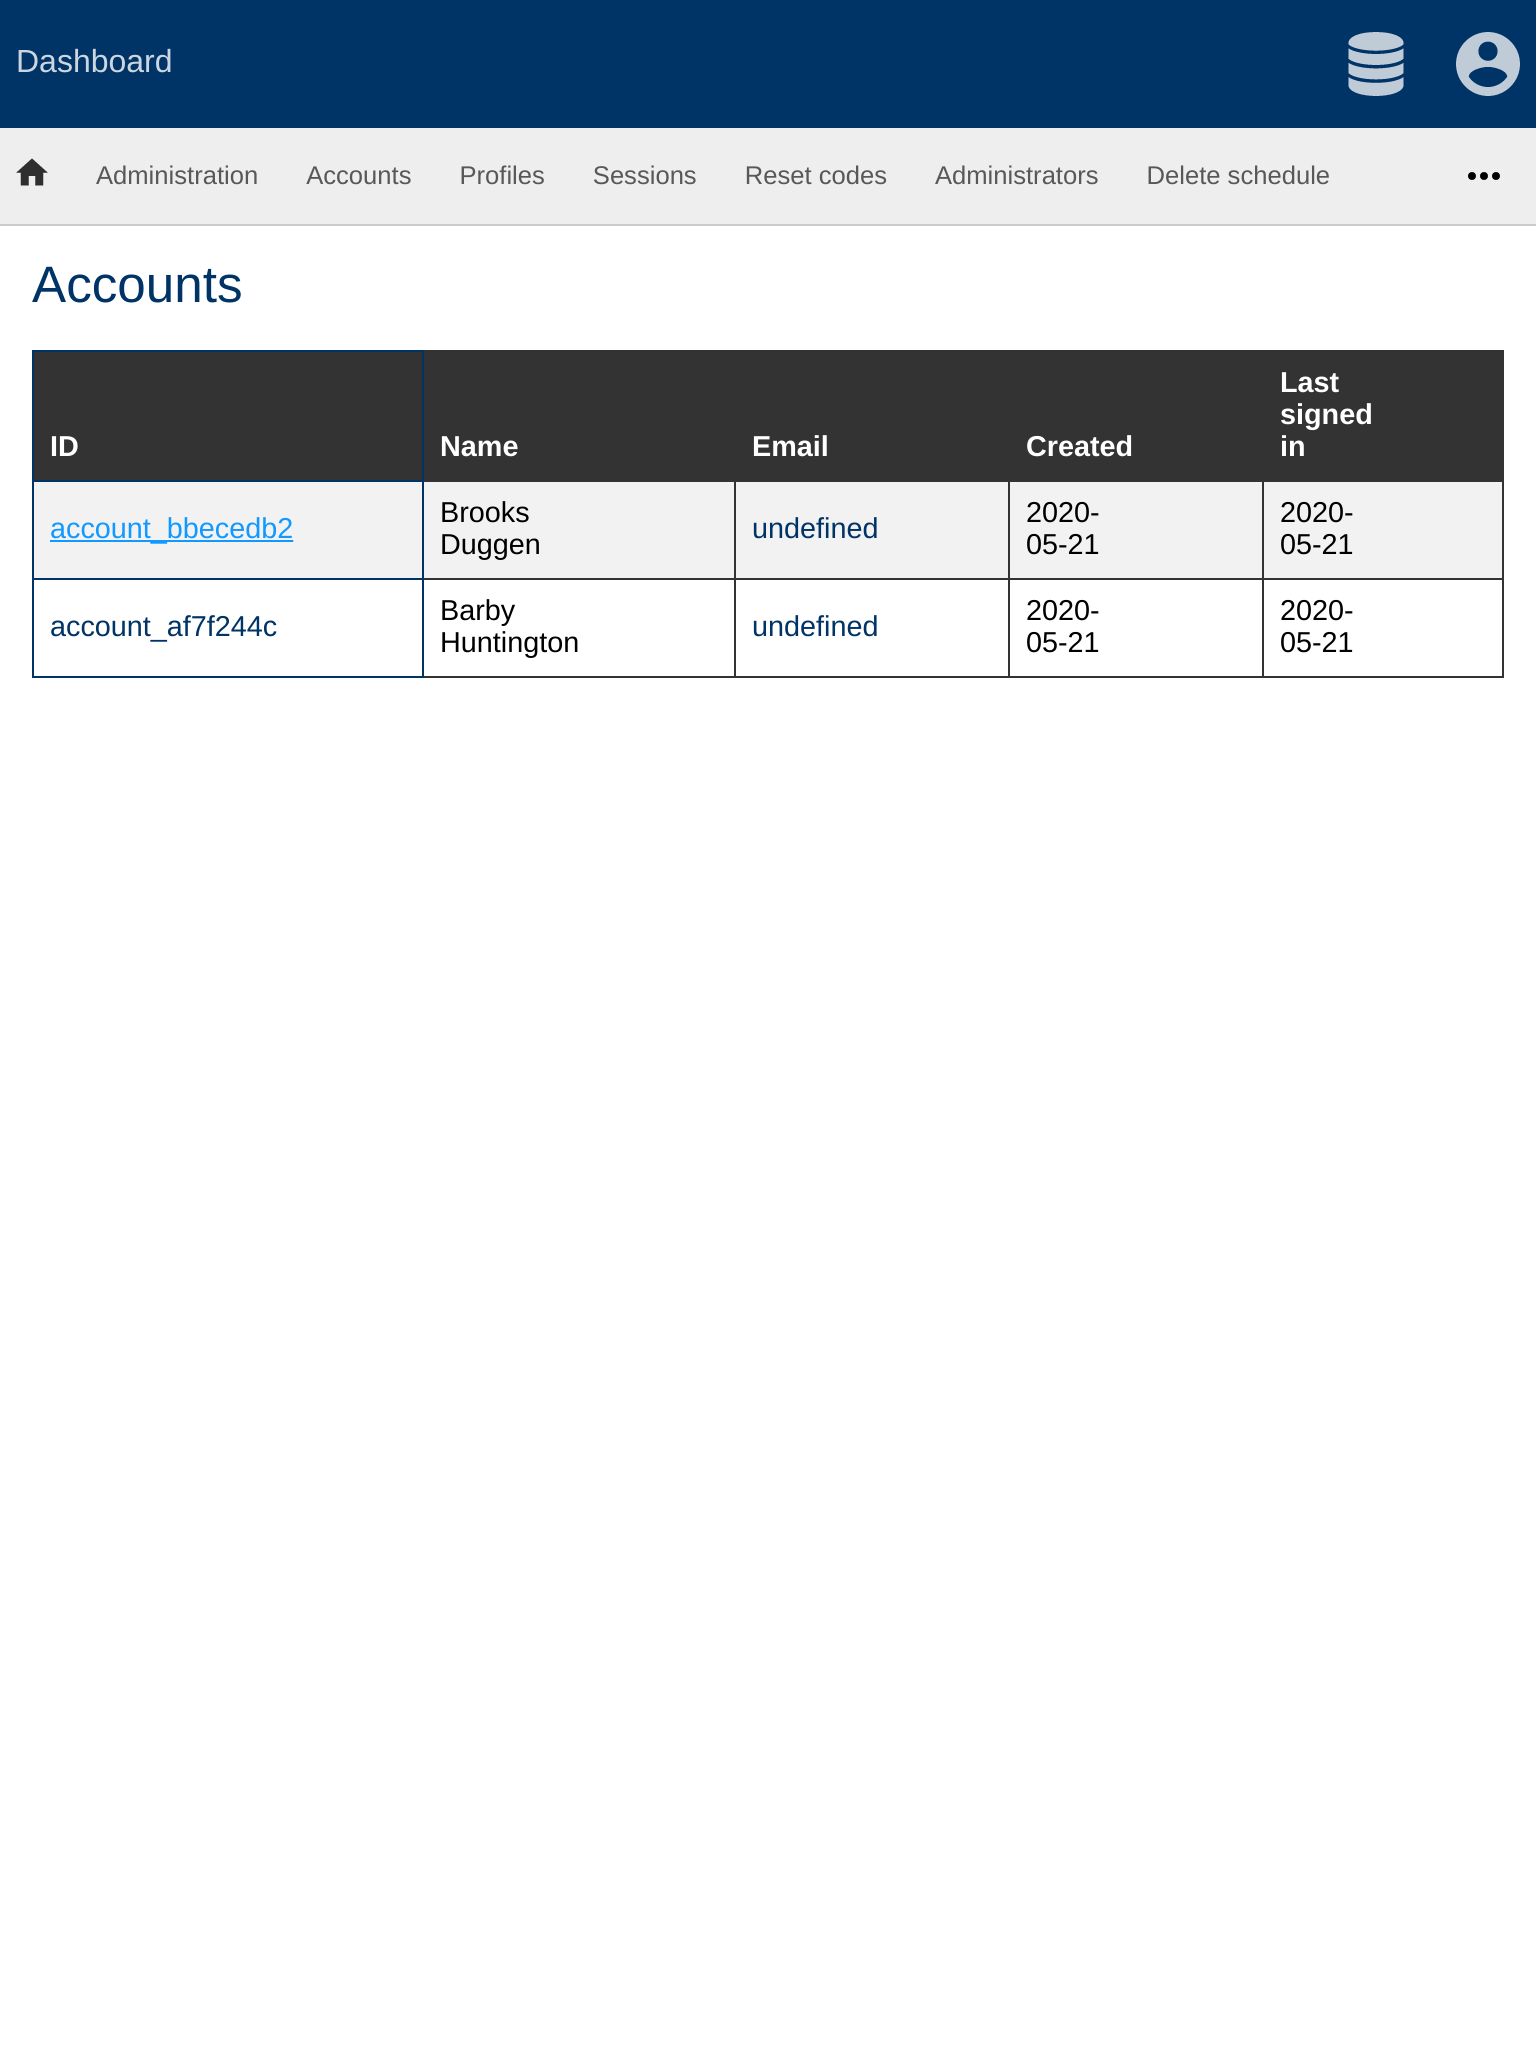 Dashboard
Administration Accounts Profiles Sessions Reset codes Administrators Delete schedule
Accounts
ID Name Email Created Last signed in
account_bbecedb2 Brooks Duggen undefined 2020-05-21 2020-05-21
account_af7f244c Barby Huntington undefined 2020-05-21 2020-05-21